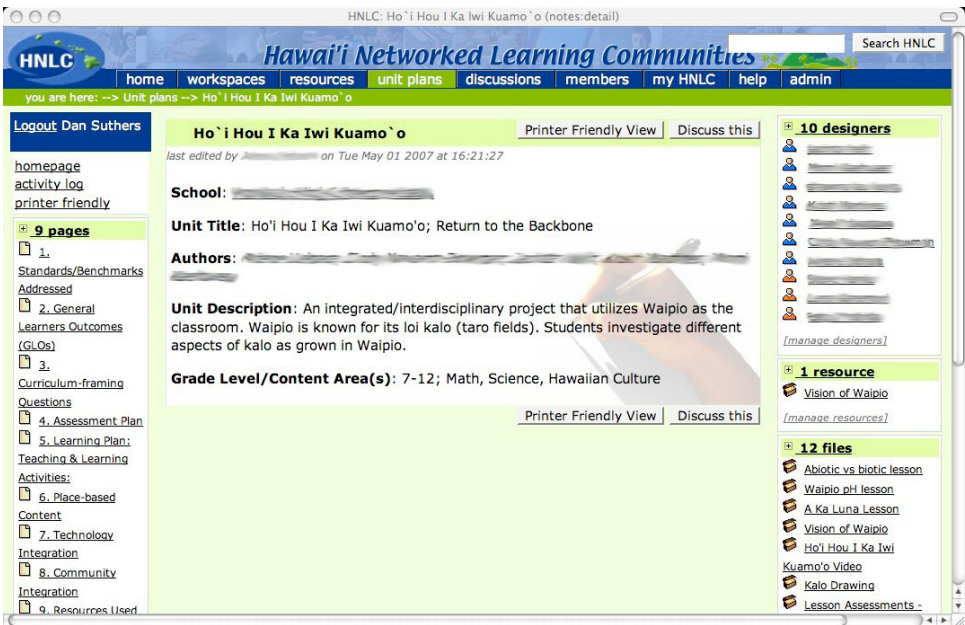 HNLC: Ho`i Hou I Ka Iwi Kuamo`o (notes:detail)
HNLC
Hawai'i Networked Learning Communities
Search HNLC
home workspaces resources unit plans discussions members my HNLC help admin
you are here: --> Unit plans --> Ho`i Hou I Ka Iwi Kuamo`o
Logout Dan Suthers
homepage
activity log
printer friendly
9 pages
1.
Standards/Benchmarks
Addressed
2. General
Learners Outcomes
(GLOs)
3.
Curriculum-framing
Questions
4. Assessment Plan
5. Learning Plan:
Teaching & Learning
Activities:
6. Place-based
Content
7. Technology
Integration
8. Community
Integration
9. Resources Used
Ho`i Hou I Ka Iwi Kuamo`o
Printer Friendly View Discuss this
last edited by on Tue May 01 2007 at 16:21:27
School:
Unit Title: Ho'i Hou I Ka Iwi Kuamo'o; Return to the Backbone
Authors:
Unit Description: An integrated/interdisciplinary project that utilizes Waipio as the
classroom. Waipio is known for its loi kalo (taro fields). Students investigate different
aspects of kalo as grown in Waipio.
Grade Level/Content Area(s): 7-12; Math, Science, Hawaiian Culture
Printer Friendly View Discuss this
10 designers
[manage designers]
1 resource
Vision of Waipio
[manage resources]
12 files
Abiotic vs biotic lesson
Waipio pH lesson
A Ka Luna Lesson
Vision of Waipio
Ho'i Hou I Ka Iwi
Kuamo'o Video
Kalo Drawing
Lesson Assessments -